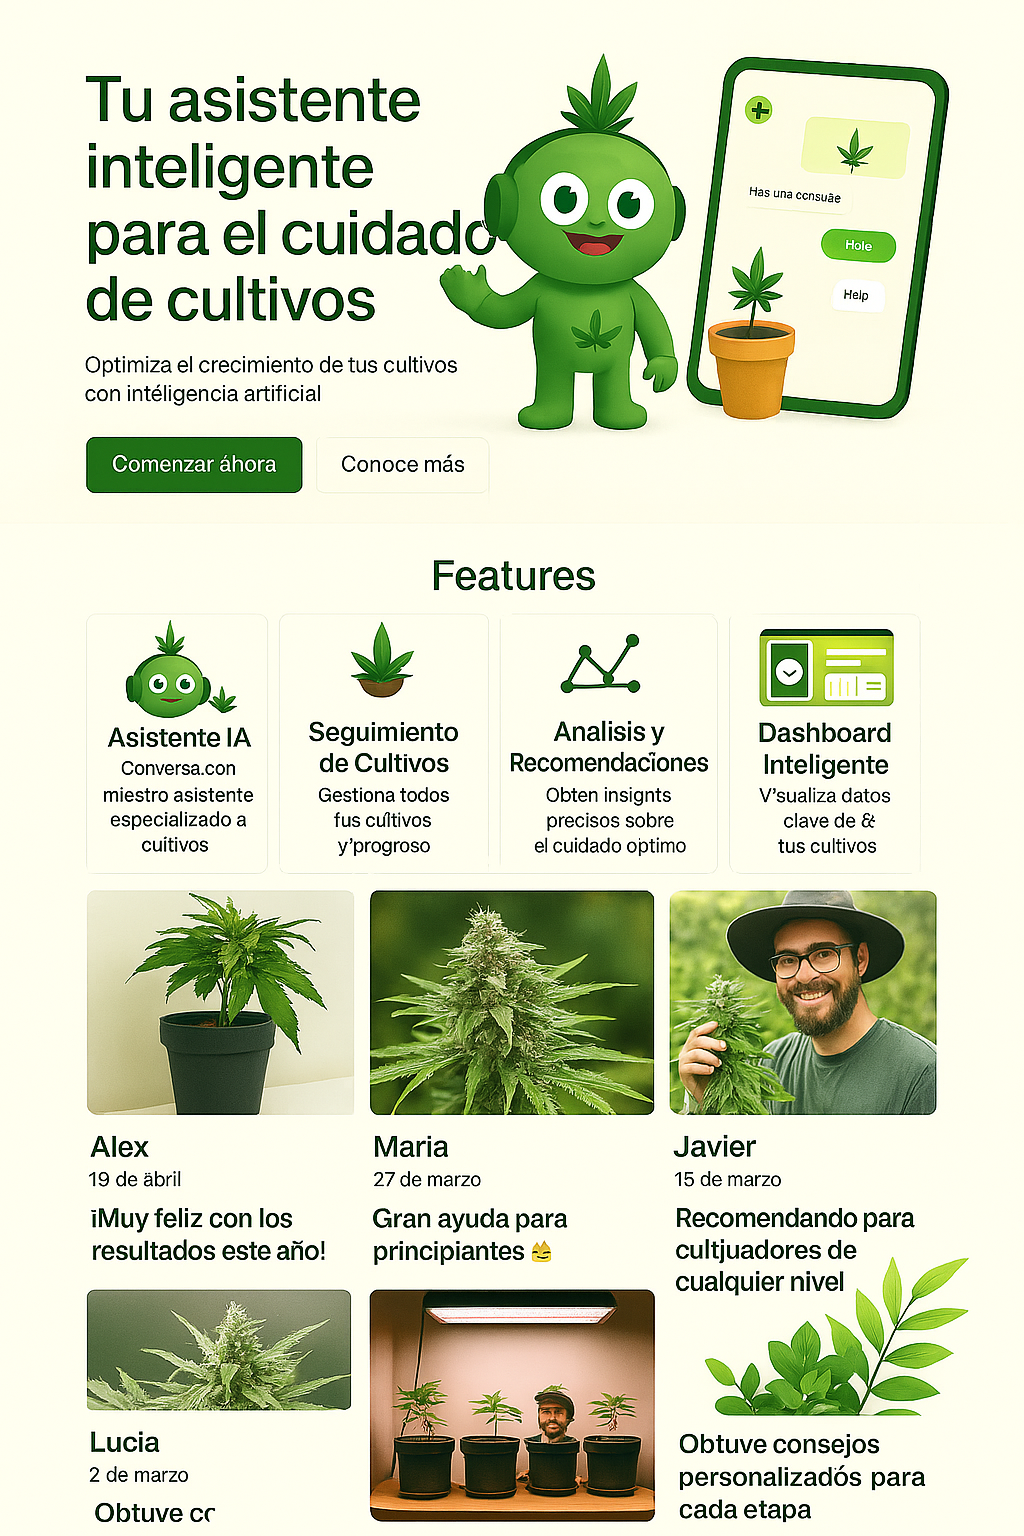 Tu asistente
inteligente
para el cuidado
de cultivos
Optimiza el crecimiento de tus cultivos
con intéligencia artificial
Comenzar áhora
Conoce más
Has una ccnsuãe
Hole
Help
Features
Asistente IA
Conversa.con
miestro asistente
especializado a
cuítivos
Seguimiento
de Cultivos
Gestiona todos
fus cultivos
y'progroso
Analisis y
Recomendaciones
Obten insignts
precisos sobre
el cuidado optimo
Dashboard
Inteligente
V'sualiza datos
clave de &
tus cultivos
Alex
19 de äbril
¡Muy feliz con los
resultados este año!
Maria
27 de marzo
Gran ayuda para
principiantes
Javier
15 de marzo
Recomendando para
cultjuadores de
cualquier nivel
Lucia
2 de marzo
Obtuve cc
Obtuve consejos
personalizadós para
cada etapa